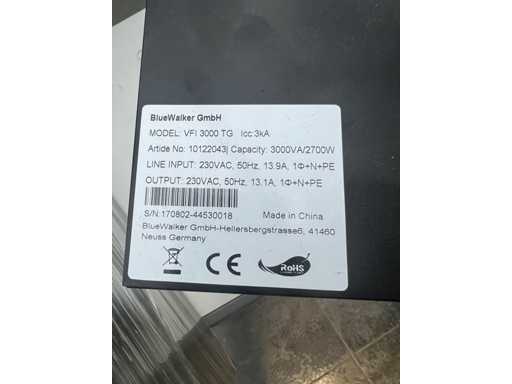 BlueWalker GmbH
MODEL: VFI 3000 TG Icc:3kA
Artide No: 10122043| Capacity: 3000VA/2700W
LINE INPUT: 230VAC, 50Hz, 13.9A, 1Φ+N+PE
OUTPUT: 230VAC, 50Hz, 13.1A, 1Φ+N+PE
S/N:170802-44530018 Made in China
BlueWalker GmbH-Hellersbergstrasse6, 41460
Neuss Germany
CE
RoHS